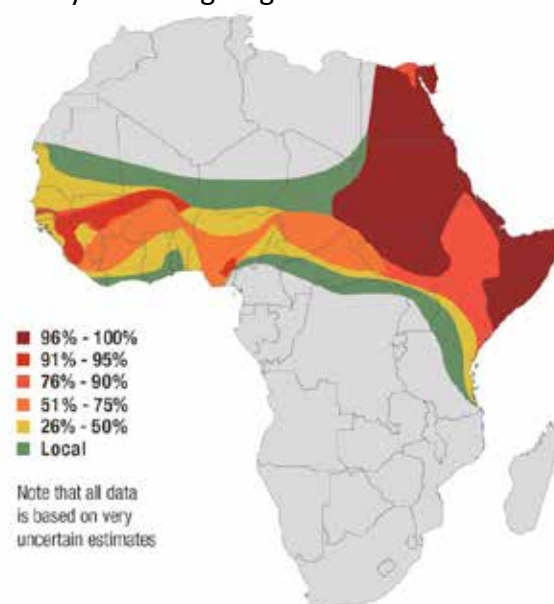 96% - 100%
91% - 95%
76% - 90%
51% - 75%
26% - 50%
Local
Note that all data
is based on very
uncertain estimates